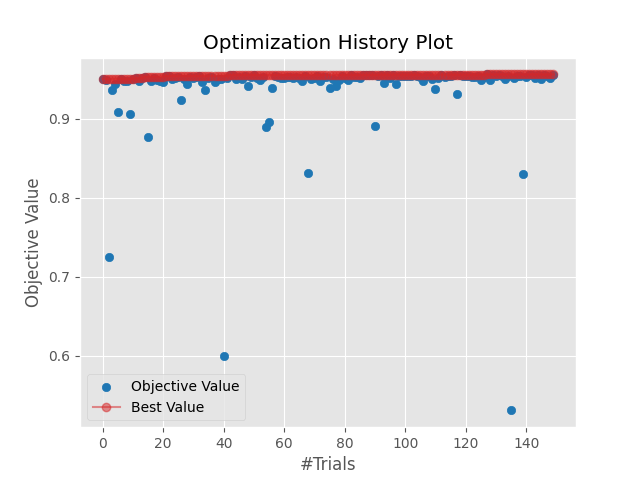 Optimization History Plot
Objective Value
0.9
0.8
0.7
0.6
Objective Value
Best Value
0 20 40 60 80 100 120 140
#Trials